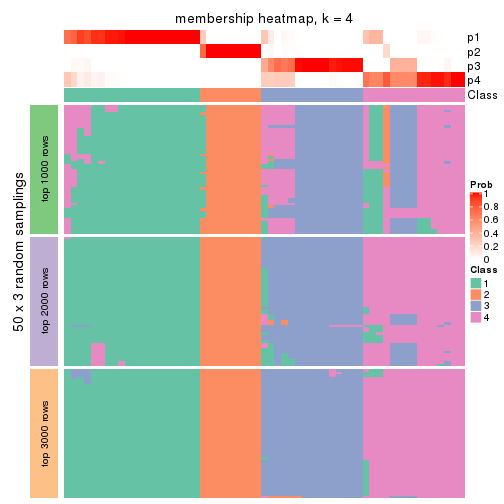 membership heatmap, k = 4
p1
p2
p3
p4
Class
50 x 3 random samplings
top 1000 rows
top 2000 rows
top 3000 rows
Prob
1
0.8
0.6
0.4
0.2
0
Class
1
2
3
4